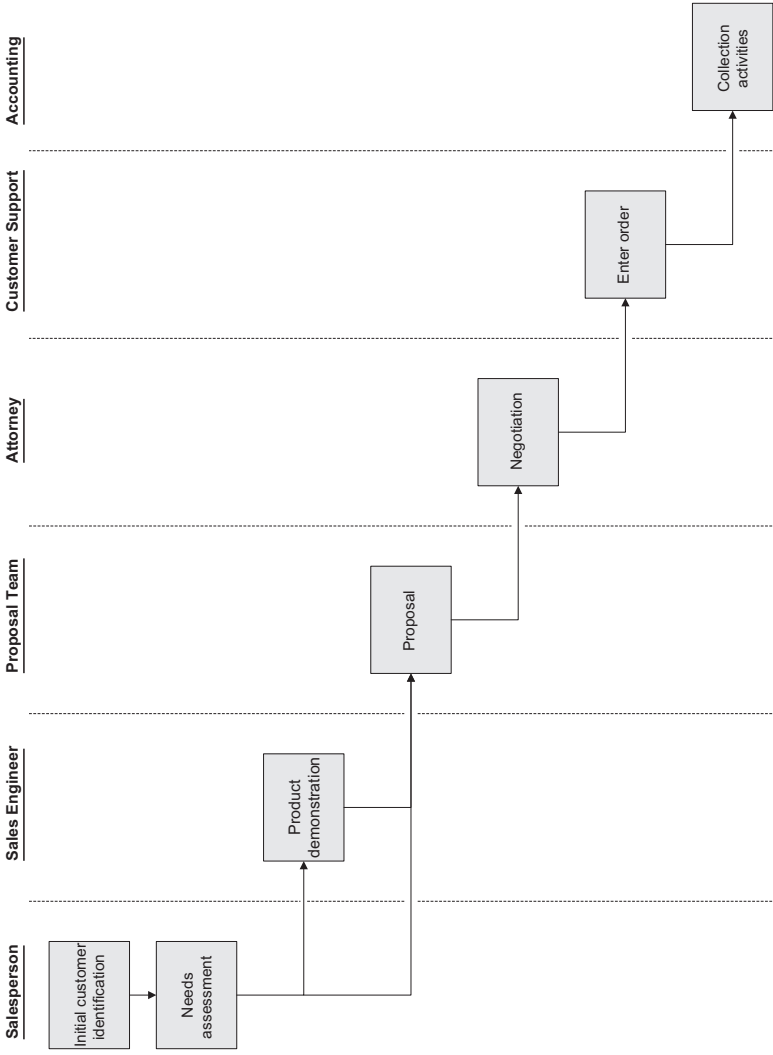 Salesperson
Sales Engineer
Proposal Team
Attorney
Customer Support
Accounting
Initial customer
identification
Needs
assessment
Product
demonstration
Proposal
Negotiation
Enter order
Collection
activities